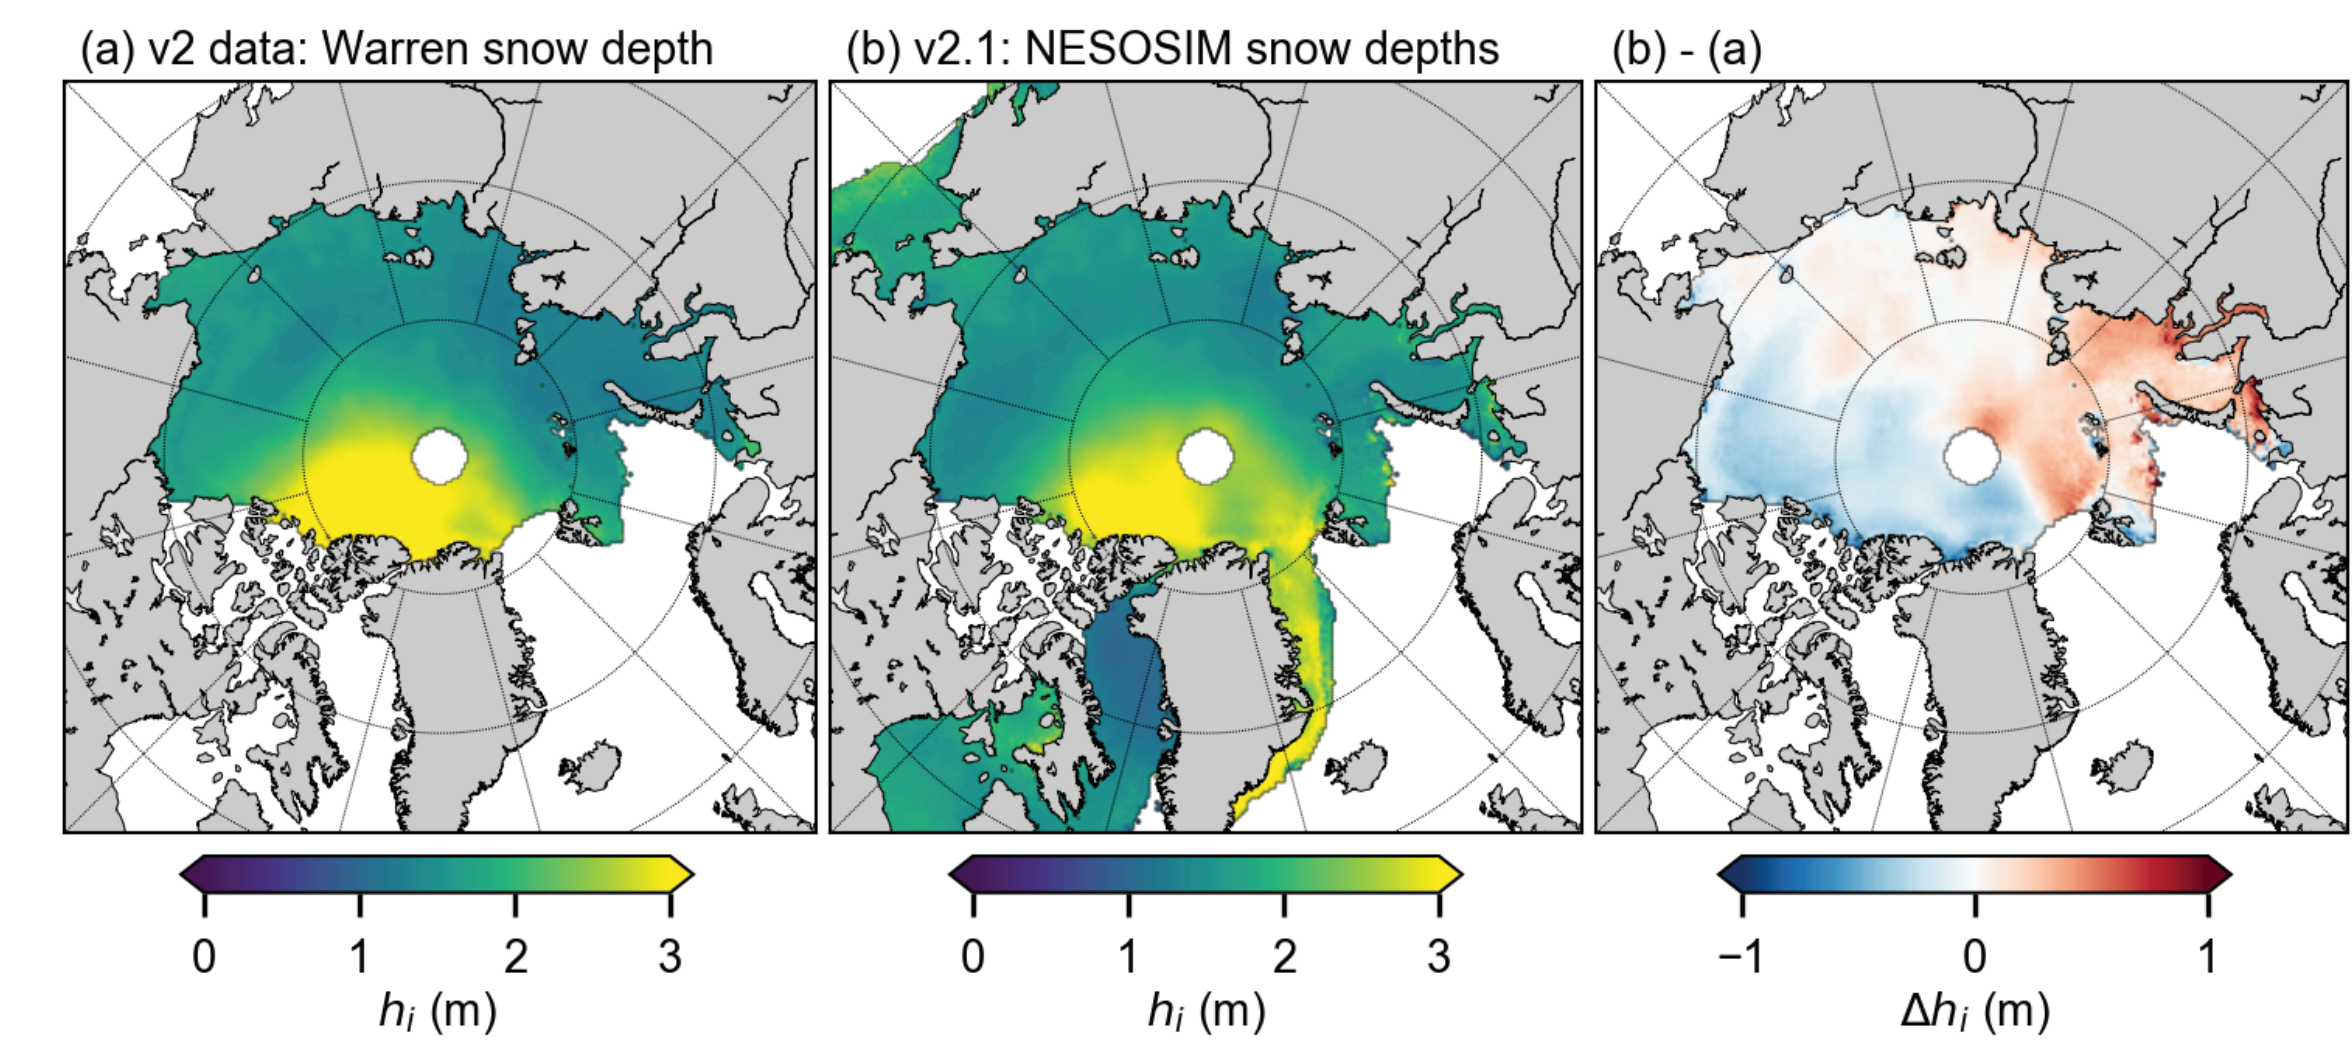 (a) v2 data: Warren snow depth
(b) v2.1: NESOSIM snow depths
(b) - (a)
0 1 2 3
hᵢ (m)
0 1 2 3
hᵢ (m)
−1 0 1
Δhᵢ (m)